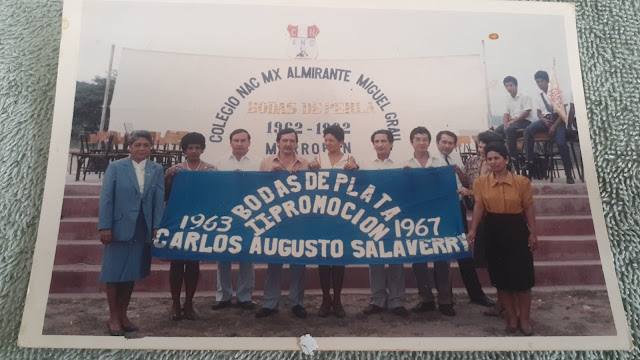 COLEGIO NAC MX ALMIRANTE MIGUEL GRAU
BODAS DE PERLA
1962-1992
BODAS DE PLATA
1963 II PROMOCION 1967
CARLOS AUGUSTO SALAVERR